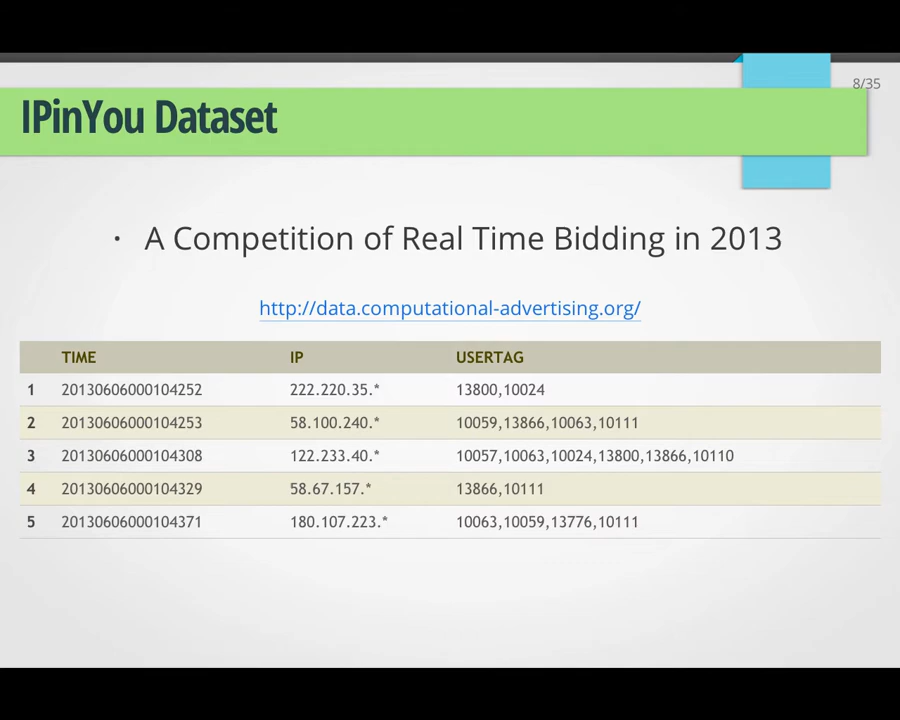 8/35
IPinYou Dataset
· A Competition of Real Time Bidding in 2013
http://data.computational-advertising.org/
TIME IP USERTAG
1 20130606000104252 222.220.35.* 13800,10024
2 20130606000104253 58.100.240.* 10059,13866,10063,10111
3 20130606000104308 122.233.40.* 10057,10063,10024,13800,13866,10110
4 20130606000104329 58.67.157.* 13866,10111
5 20130606000104371 180.107.223.* 10063,10059,13776,10111